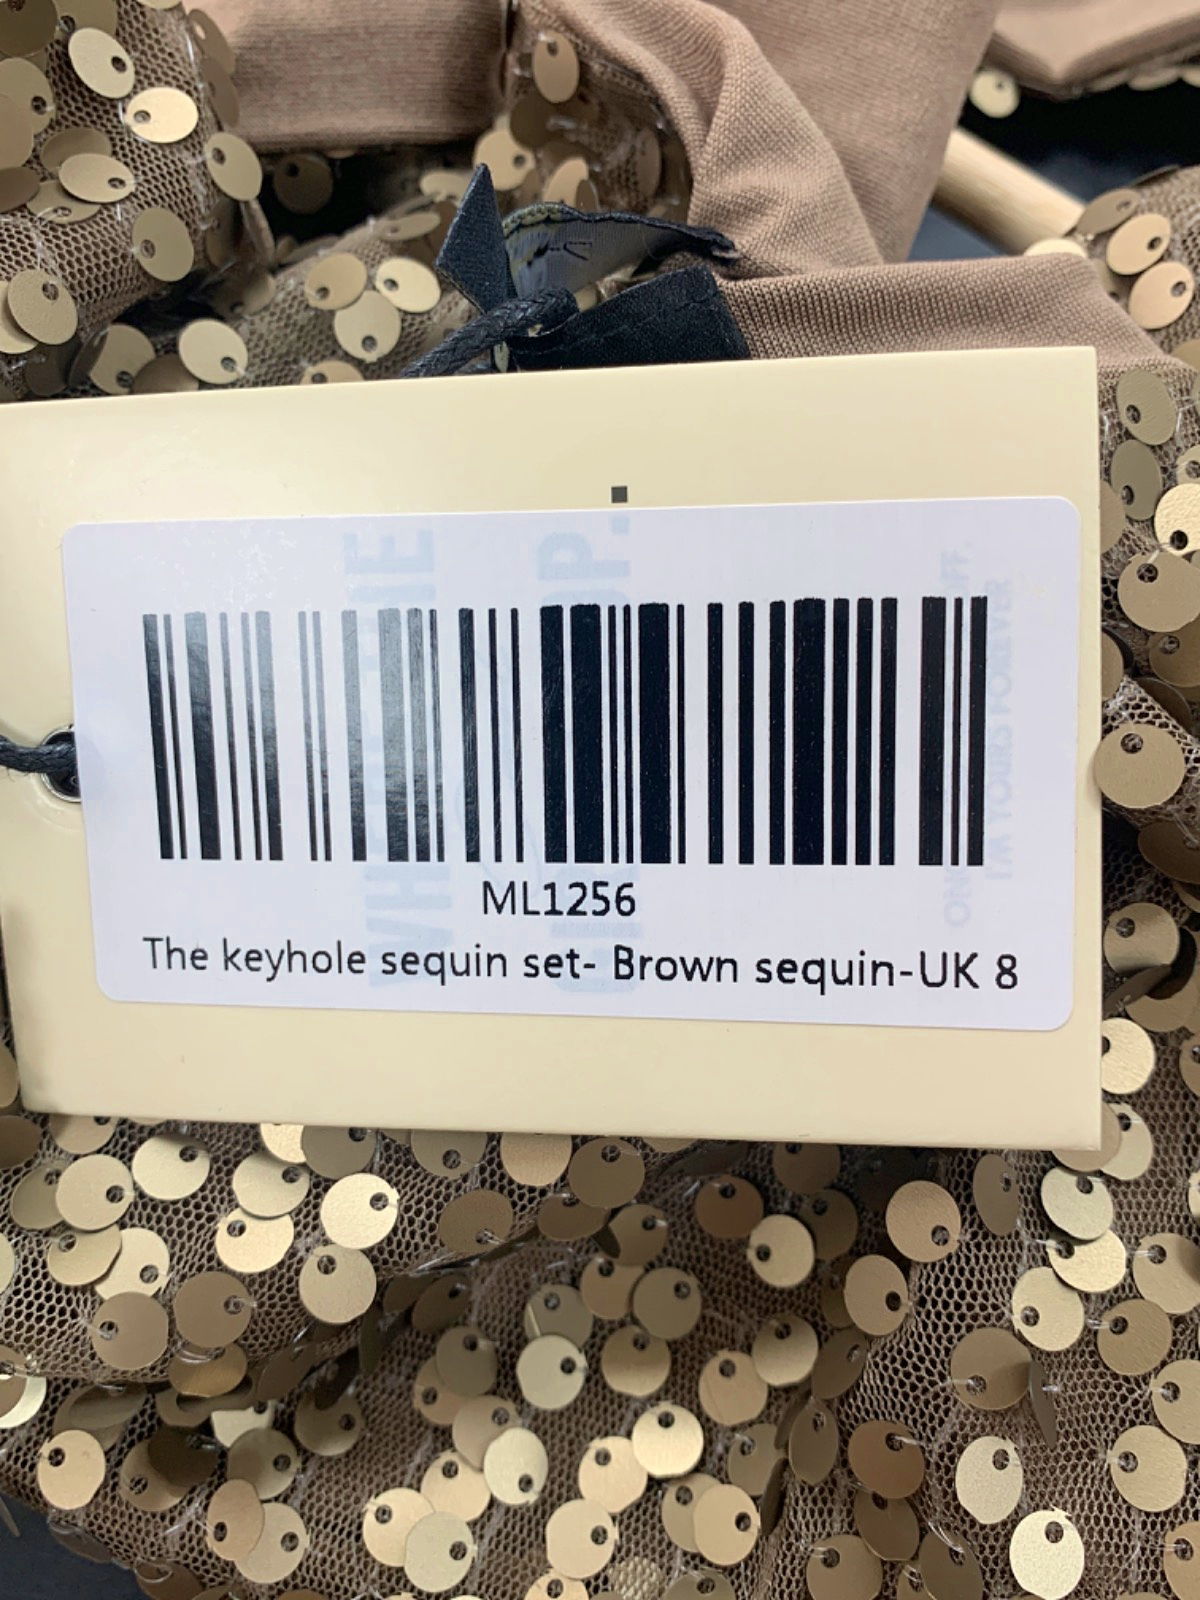 ML1256
The keyhole sequin set- Brown sequin-UK 8